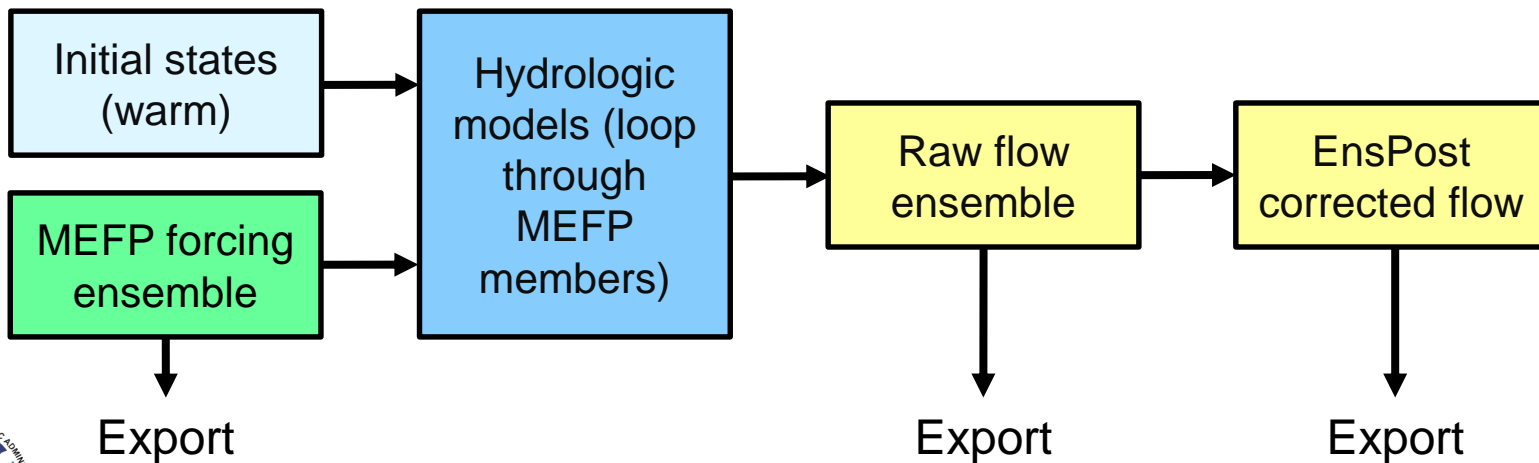 Initial states
(warm)
MEFP forcing
ensemble
Hydrologic
models (loop
through
MEFP
members)
Raw flow
ensemble
EnsPost
corrected flow
Export
Export
Export